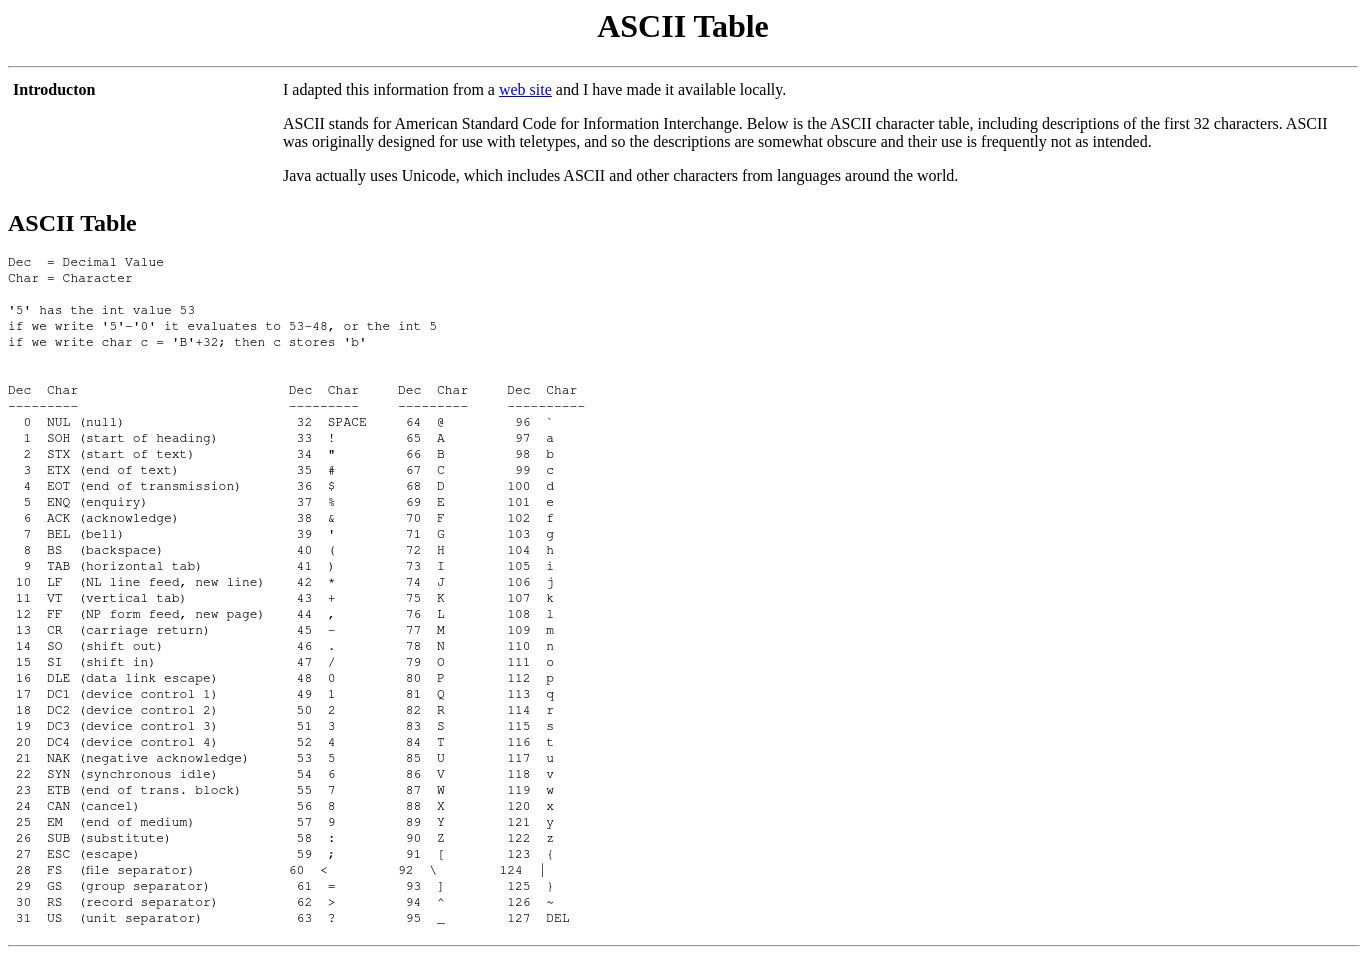 ASCII Table
Introducton
I adapted this information from a web site and I have made it available locally.
ASCII stands for American Standard Code for Information Interchange. Below is the ASCII character table, including descriptions of the first 32 characters. ASCII
was originally designed for use with teletypes, and so the descriptions are somewhat obscure and their use is frequently not as intended.
Java actually uses Unicode, which includes ASCII and other characters from languages around the world.
ASCII Table
Dec  = Decimal Value
Char = Character
'5' has the int value 53
if we write '5'-'0' it evaluates to 53-48, or the int 5
if we write char c = 'B'+32; then c stores 'b'
Dec  Char                           Dec  Char     Dec  Char     Dec  Char
---------                           ---------     ---------     ----------
  0  NUL (null)                      32  SPACE     64  @         96  `
  1  SOH (start of heading)          33  !         65  A         97  a
  2  STX (start of text)             34  "         66  B         98  b
  3  ETX (end of text)               35  #         67  C         99  c
  4  EOT (end of transmission)       36  $         68  D        100  d
  5  ENQ (enquiry)                   37  %         69  E        101  e
  6  ACK (acknowledge)               38  &         70  F        102  f
  7  BEL (bell)                      39  '         71  G        103  g
  8  BS  (backspace)                 40  (         72  H        104  h
  9  TAB (horizontal tab)            41  )         73  I        105  i
 10  LF  (NL line feed, new line)    42  *         74  J        106  j
 11  VT  (vertical tab)              43  +         75  K        107  k
 12  FF  (NP form feed, new page)    44  ,         76  L        108  l
 13  CR  (carriage return)           45  -         77  M        109  m
 14  SO  (shift out)                 46  .         78  N        110  n
 15  SI  (shift in)                  47  /         79  O        111  o
 16  DLE (data link escape)          48  0         80  P        112  p
 17  DC1 (device control 1)          49  1         81  Q        113  q
 18  DC2 (device control 2)          50  2         82  R        114  r
 19  DC3 (device control 3)          51  3         83  S        115  s
 20  DC4 (device control 4)          52  4         84  T        116  t
 21  NAK (negative acknowledge)      53  5         85  U        117  u
 22  SYN (synchronous idle)          54  6         86  V        118  v
 23  ETB (end of trans. block)       55  7         87  W        119  w
 24  CAN (cancel)                    56  8         88  X        120  x
 25  EM  (end of medium)             57  9         89  Y        121  y
 26  SUB (substitute)                58  :         90  Z        122  z
 27  ESC (escape)                    59  ;         91  [        123  {
 28  FS  (file separator)            60  <         92  \        124  |
 29  GS  (group separator)           61  =         93  ]        125  }
 30  RS  (record separator)          62  >         94  ^        126  ~
 31  US  (unit separator)            63  ?         95  _        127  DEL